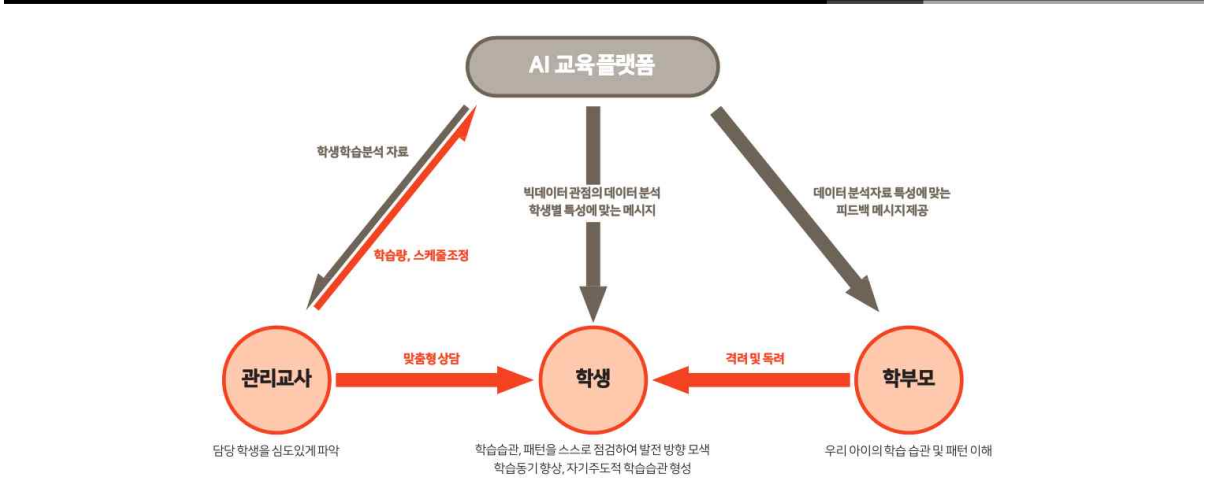 AI 교육 플랫폼
학생학습분석 자료
빅데이터 관점의 데이터 분석
학생별 특성에 맞는 메시지
데이터 분석자료 특성에 맞는
피드백 메시지 제공
학습량, 스케줄 조정
맞춤형 상담
격려 및 독려
관리교사
학생
학부모
담당 학생을 심도있게 파악
학습습관, 패턴을 스스로 점검하여 발전 방향 모색
학습동기 향상, 자기주도적 학습습관 형성
우리 아이의 학습 습관 및 패턴 이해